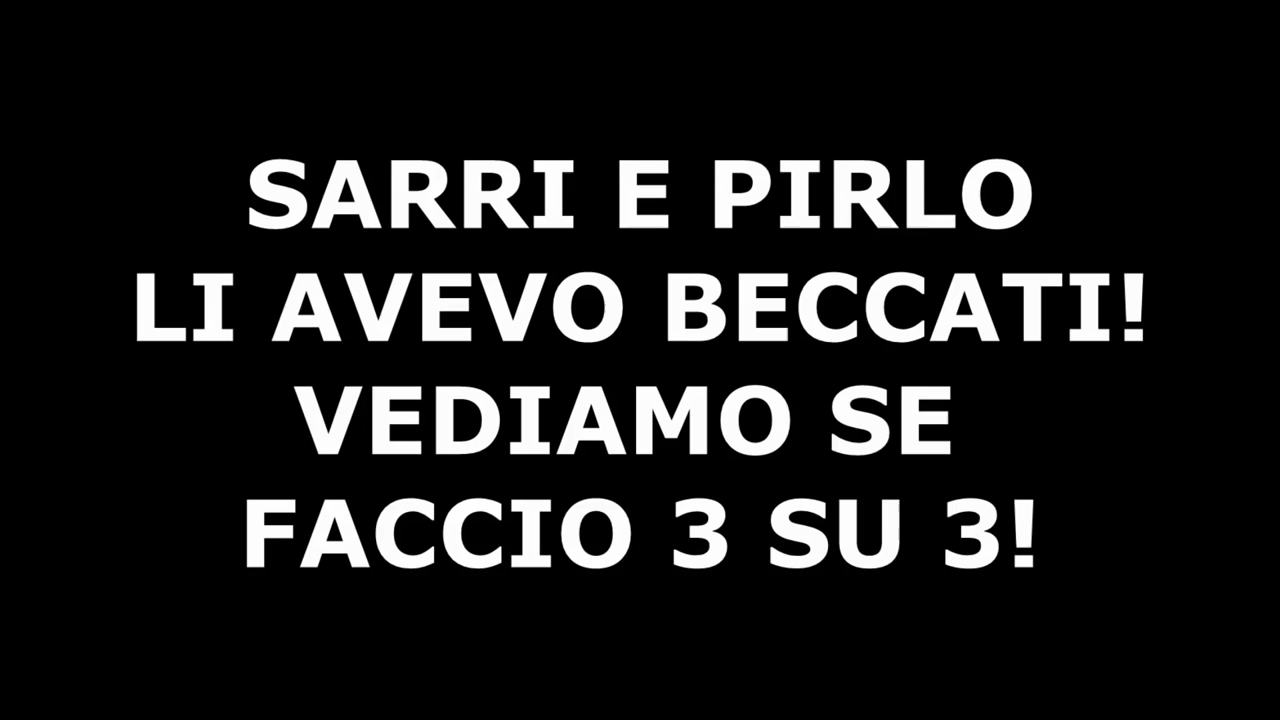 SARRI E PIRLO
LI AVEVO BECCATI!
VEDIAMO SE
FACCIO 3 SU 3!